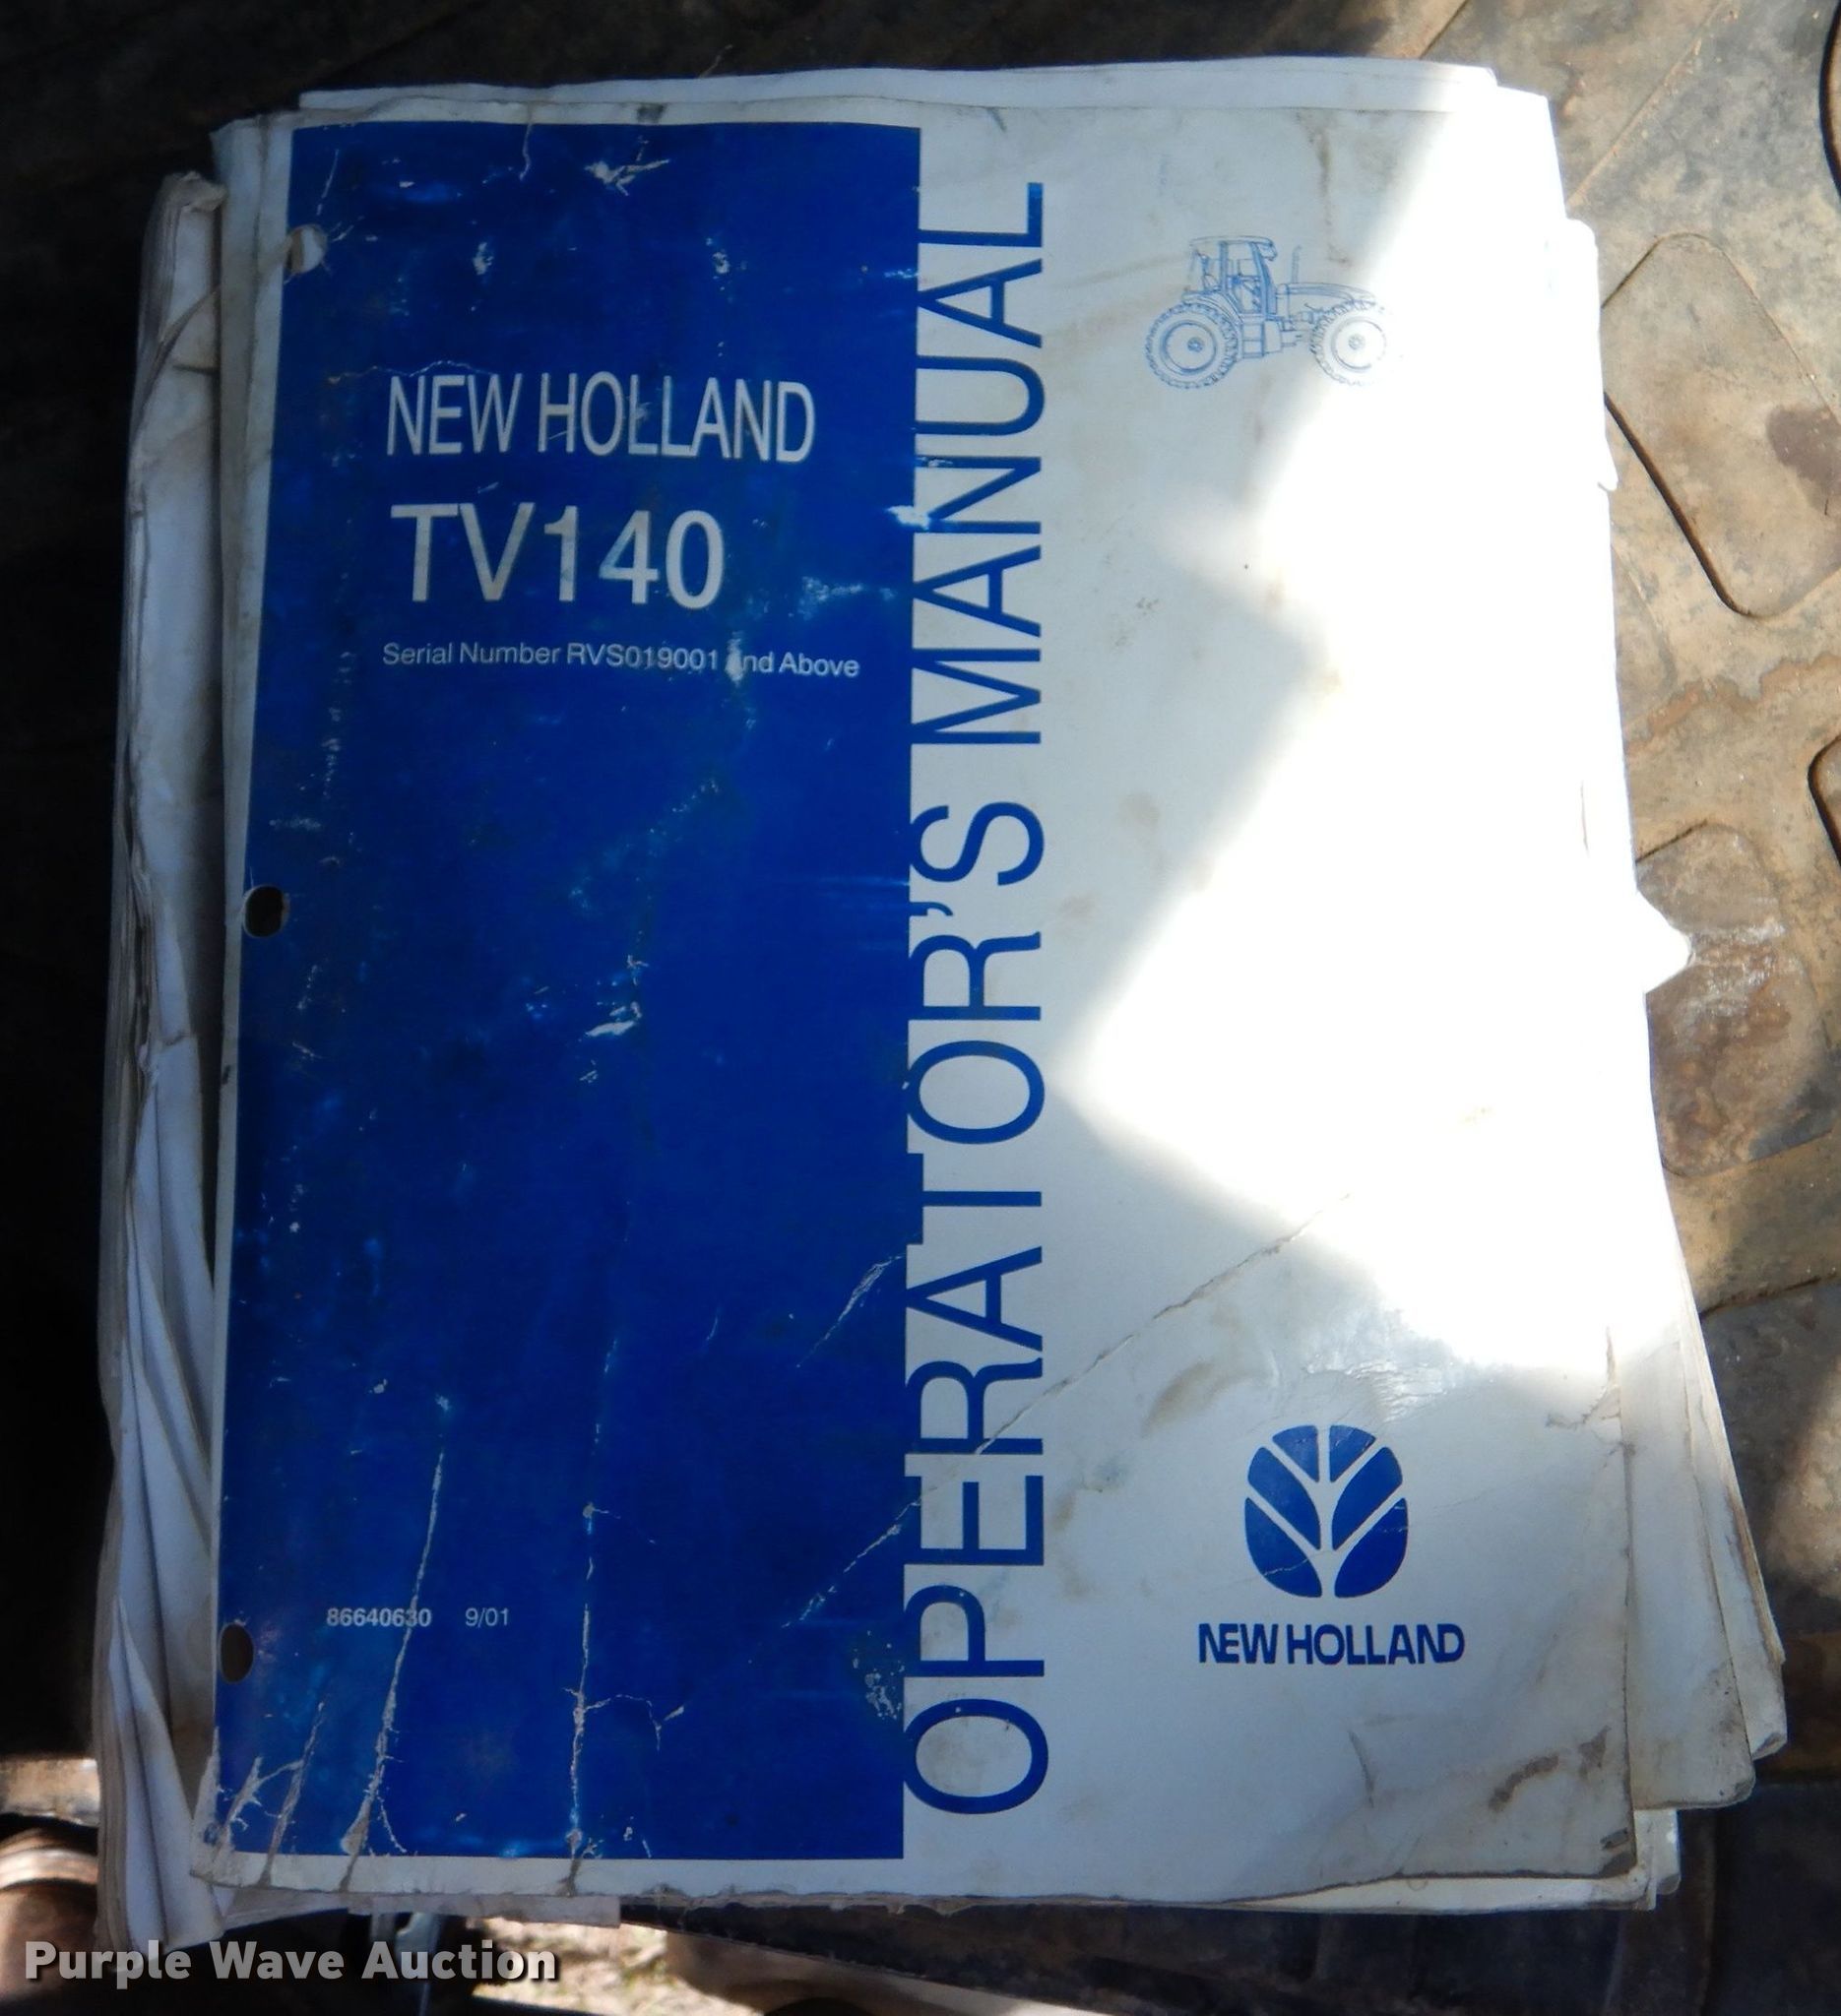 NEW HOLLAND
TV140
Serial Number RVS019001 and Above
OPERATOR'S MANUAL
86640630 9/01
NEW HOLLAND
Purple Wave Auction